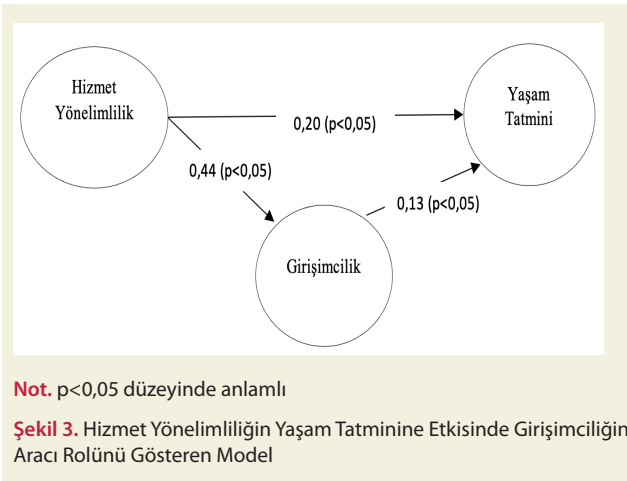 Hizmet
Yönelimlilik
Yaşam
Tatmini
0,20 (p<0,05)
0,44 (p<0,05)
0,13 (p<0,05)
Girişimcilik
Not. p<0,05 düzeyinde anlamlı
Şekil 3. Hizmet Yönelimliliğin Yaşam Tatminine Etkisinde Girişimciliğin
Aracı Rolünü Gösteren Model